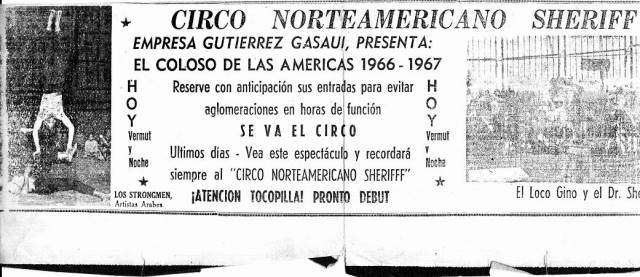 ★ CIRCO NORTEAMERICANO SHERIFF
EMPRESA GUTIERREZ GASAUI, PRESENTA:
EL COLOSO DE LAS AMERICAS 1966-1967
HOY
Vermut
y
Noche
★
Reserve con anticipación sus entradas para evitar
aglomeraciones en horas de función
SE VA EL CIRCO
Ultimos días - Vea este espectáculo y recordará
siempre al "CIRCO NORTEAMERICANO SHERIFFF"
¡ATENCION TOCOPILLA! PRONTO DEBUT
HOY
Vermut
y
Noche
★
LOS STRONGMEN,
Artistas Arabes
El Loco Gino y el Dr. She